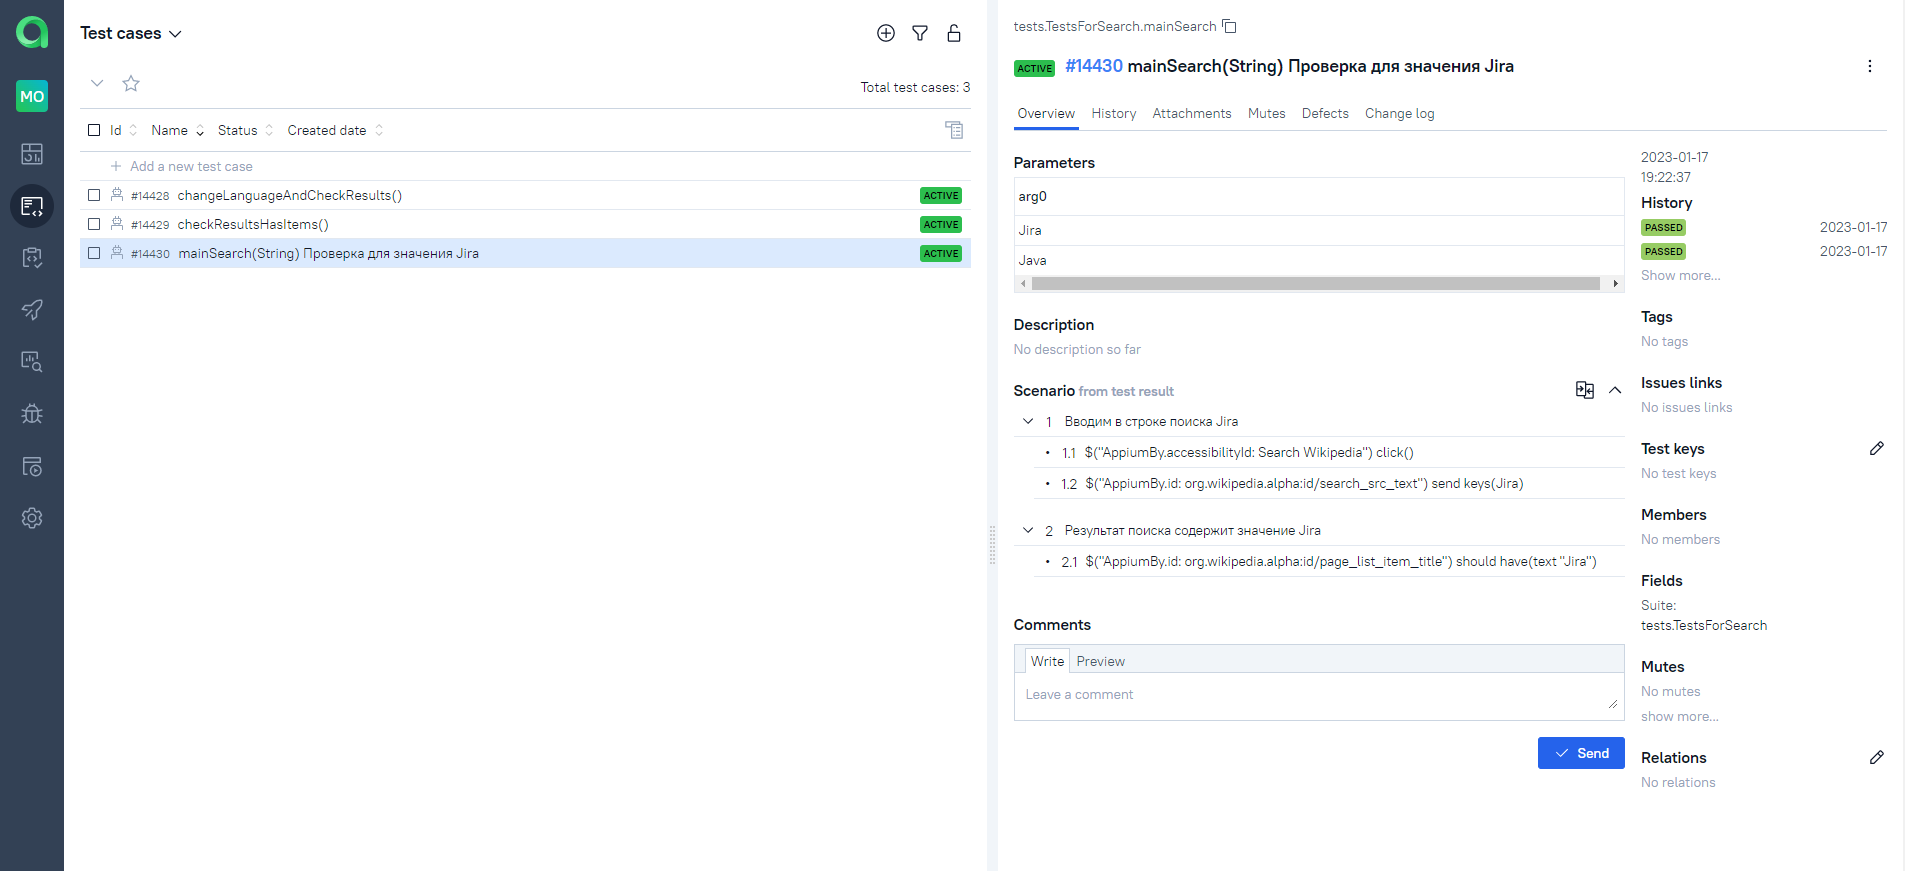 MO
Test cases
Total test cases: 3
Id Name Status Created date
Add a new test case
#14428 changeLanguageAndCheckResults() ACTIVE
#14429 checkResultsHasItems() ACTIVE
#14430 mainSearch(String) Проверка для значения Jira ACTIVE
tests.TestsForSearch.mainSearch
ACTIVE #14430 mainSearch(String) Проверка для значения Jira
Overview History Attachments Mutes Defects Change log
Parameters
arg0
Jira
Java
Description
No description so far
Scenario from test result
1 Вводим в строке поиска Jira
• 1.1 $("AppiumBy.accessibilityId: Search Wikipedia") click()
• 1.2 $("AppiumBy.id: org.wikipedia.alpha:id/search_src_text") send keys(Jira)
2 Результат поиска содержит значение Jira
• 2.1 $("AppiumBy.id: org.wikipedia.alpha:id/page_list_item_title") should have(text "Jira")
Comments
Write Preview
Leave a comment
Send
2023-01-17
19:22:37
History
PASSED 2023-01-17
PASSED 2023-01-17
Show more...
Tags
No tags
Issues links
No issues links
Test keys
No test keys
Members
No members
Fields
Suite:
tests.TestsForSearch
Mutes
No mutes
show more...
Relations
No relations